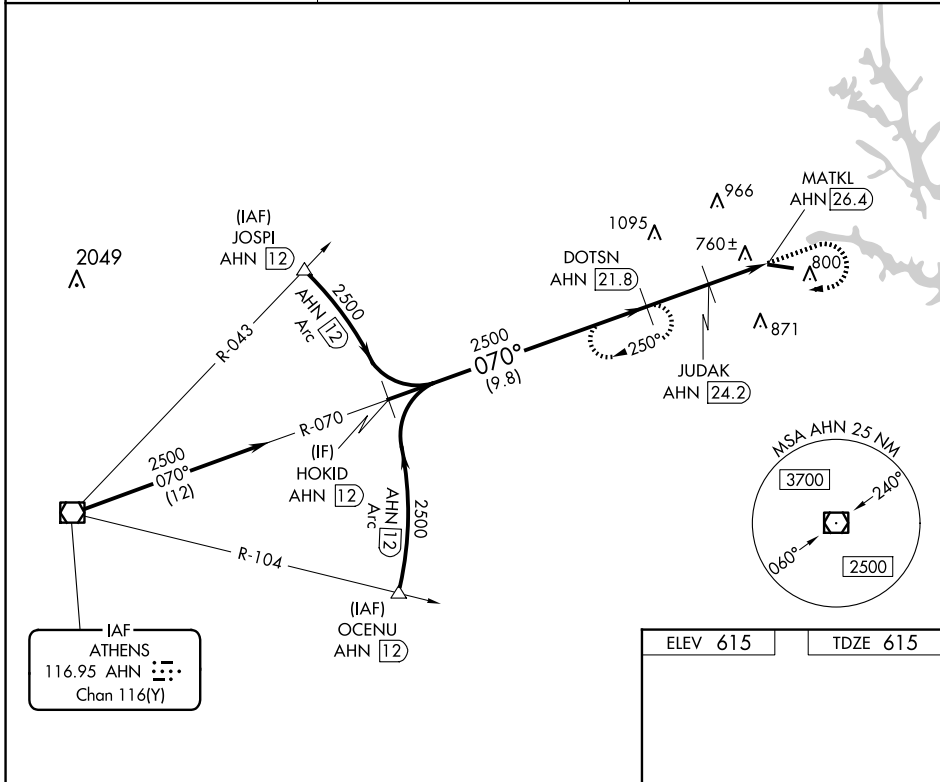 2049
(IAF)
JOSPI
AHN 12
2500
AHN 12
Arc
R-043
1095
966
MATKL
AHN 26.4
760±
800
DOTSN
AHN 21.8
871
250°
JUDAK
AHN 24.2
2500
070°
(9.8)
R-070
(IF)
HOKID
AHN 12
2500
070°
(12)
2500
AHN 12
Arc
R-104
(IAF)
OCENU
AHN 12
IAF
ATHENS
116.95 AHN
Chan 116(Y)
MSA AHN 25 NM
3700
240°
060°
2500
ELEV 615
TDZE 615